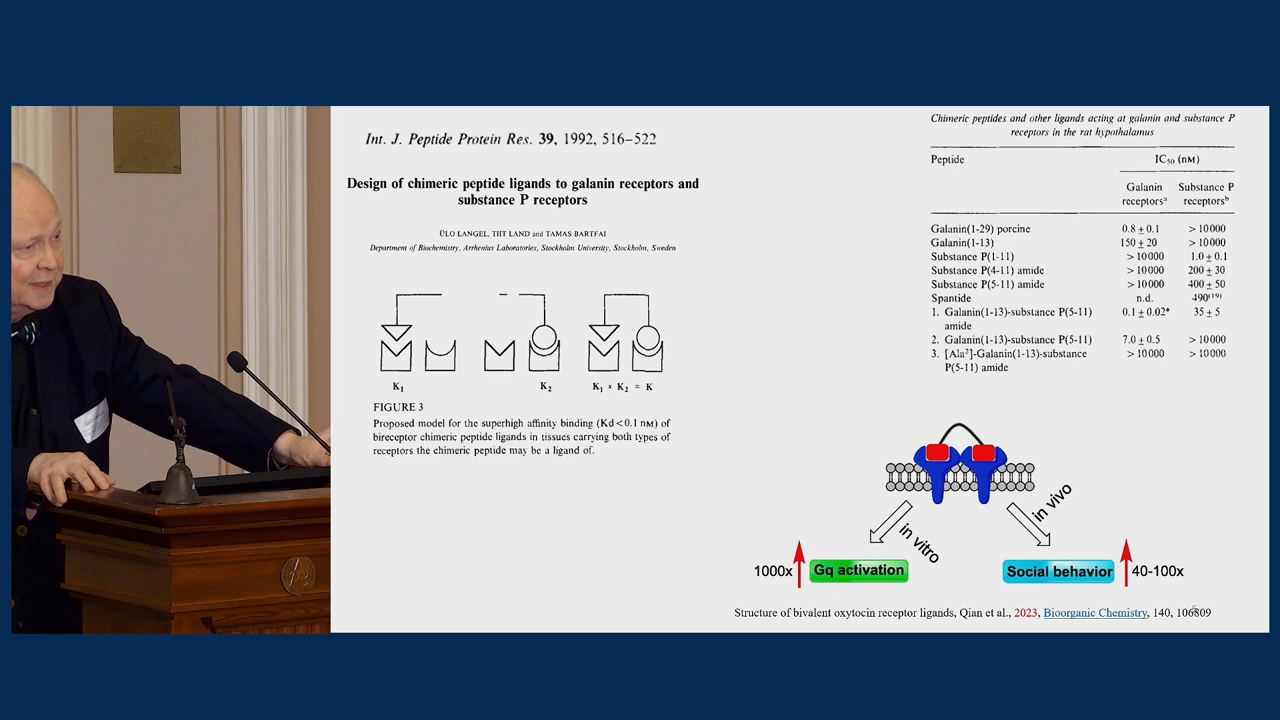 Int. J. Peptide Protein Res. 39, 1992, 516–522
Design of chimeric peptide ligands to galanin receptors and
substance P receptors
ÜLO LANGEL, TIIT LAND and TAMAS BARTFAI
Department of Biochemistry, Arrhenius Laboratories, Stockholm University, Stockholm, Sweden
K1
K2
K1 x K2 = K
FIGURE 3
Proposed model for the superhigh affinity binding (Kd<0.1 nM) of
bireceptor chimeric peptide ligands in tissues carrying both types of
receptors the chimeric peptide may be a ligand of.
Chimeric peptides and other ligands acting at galanin and substance P
receptors in the rat hypothalamus
Peptide IC50 (nM)
Galanin receptorsᵃ Substance P receptorsᵇ
Galanin(1-29) porcine 0.8±0.1 >10000
Galanin(1-13) 150±20 >10000
Substance P(1-11) >10000 1.0±0.1
Substance P(4-11) amide >10000 200±30
Substance P(5-11) amide >10000 400±50
Spantide n.d. 490(19)
1. Galanin(1-13)-substance P(5-11) 0.1±0.02* 35±5
amide
2. Galanin(1-13)-substance P(5-11) 7.0±0.5 >10000
3. [Ala²]-Galanin(1-13)-substance >10000 >10000
P(5-11) amide
in vitro
in vivo
1000x Gq activation
Social behavior 40-100x
Structure of bivalent oxytocin receptor ligands, Qian et al., 2023, Bioorganic Chemistry, 140, 106809